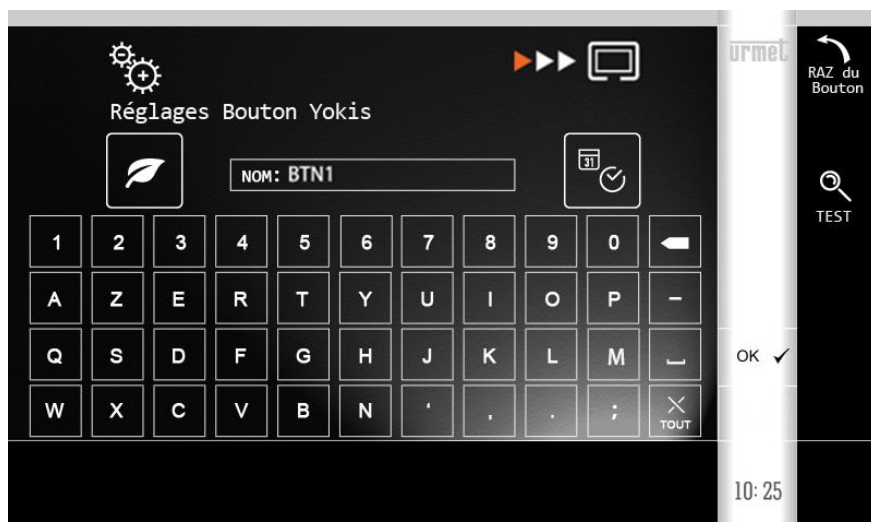 urmet
RAZ du
Bouton
Réglages Bouton Yokis
NOM: BTN1
31
TEST
1 2 3 4 5 6 7 8 9 0
A Z E R T Y U I O P -
Q S D F G H J K L M
OK
W X C V B N ' , . ;
TOUT
10:25